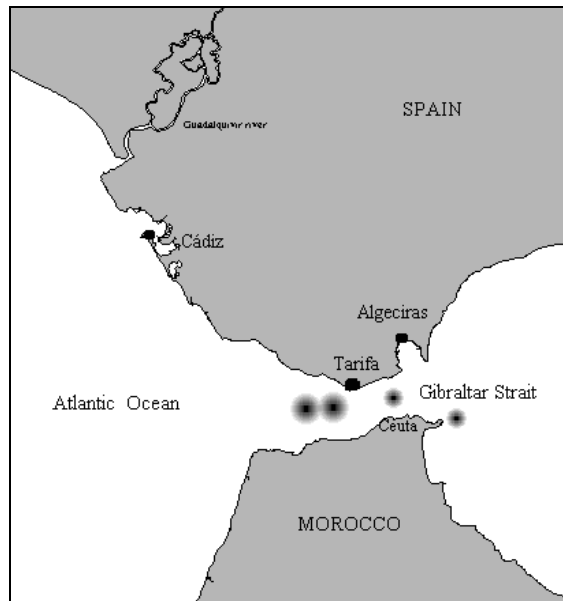 SPAIN
Guadalquivir river
Cádiz
Algeciras
Tarifa
Gibraltar Strait
Atlantic Ocean
Ceuta
MOROCCO